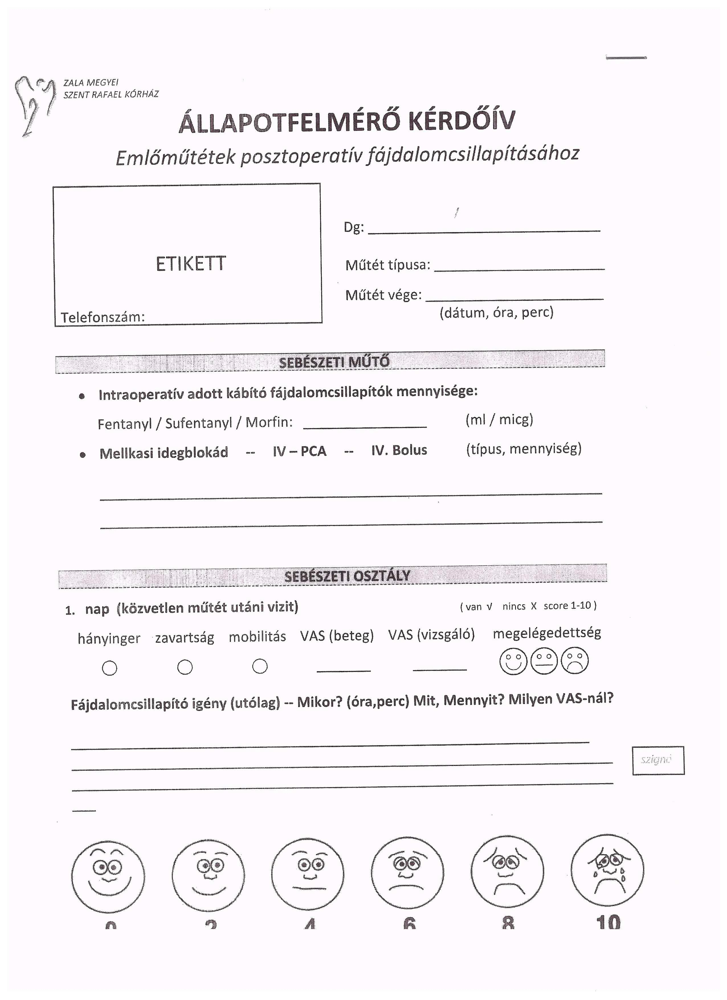 ZALA MEGYEI
SZENT RAFAEL KÓRHÁZ
ÁLLAPOTFELMÉRŐ KÉRDŐÍV
Emlőműtétek posztoperatív fájdalomcsillapításához
ETIKETT
Telefonszám:
Dg:
Műtét típusa:
Műtét vége:
(dátum, óra, perc)
SEBÉSZETI MŰTŐ
• Intraoperatív adott kábító fájdalomcsillapítók mennyisége:
Fentanyl / Sufentanyl / Morfin: (ml / micg)
• Mellkasi idegblokád -- IV – PCA -- IV. Bolus (típus, mennyiség)
SEBÉSZETI OSZTÁLY
1. nap (közvetlen műtét utáni vizit) ( van √ nincs X score 1-10 )
hányinger zavartság mobilitás VAS (beteg) VAS (vizsgáló) megelégedettség
Fájdalomcsillapító igény (utólag) -- Mikor? (óra,perc) Mit, Mennyit? Milyen VAS-nál?
szignó
0 2 4 6 8 10